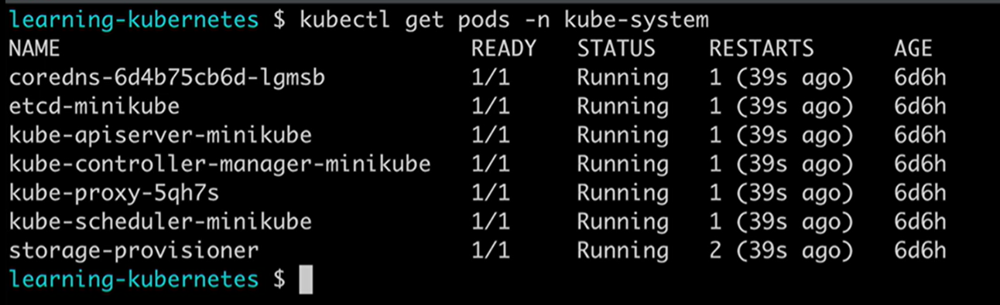 learning-kubernetes $ kubectl get pods -n kube-system
NAME READY STATUS RESTARTS AGE
coredns-6d4b75cb6d-lgmsb 1/1 Running 1 (39s ago) 6d6h
etcd-minikube 1/1 Running 1 (39s ago) 6d6h
kube-apiserver-minikube 1/1 Running 1 (39s ago) 6d6h
kube-controller-manager-minikube 1/1 Running 1 (39s ago) 6d6h
kube-proxy-5qh7s 1/1 Running 1 (39s ago) 6d6h
kube-scheduler-minikube 1/1 Running 1 (39s ago) 6d6h
storage-provisioner 1/1 Running 2 (39s ago) 6d6h
learning-kubernetes $